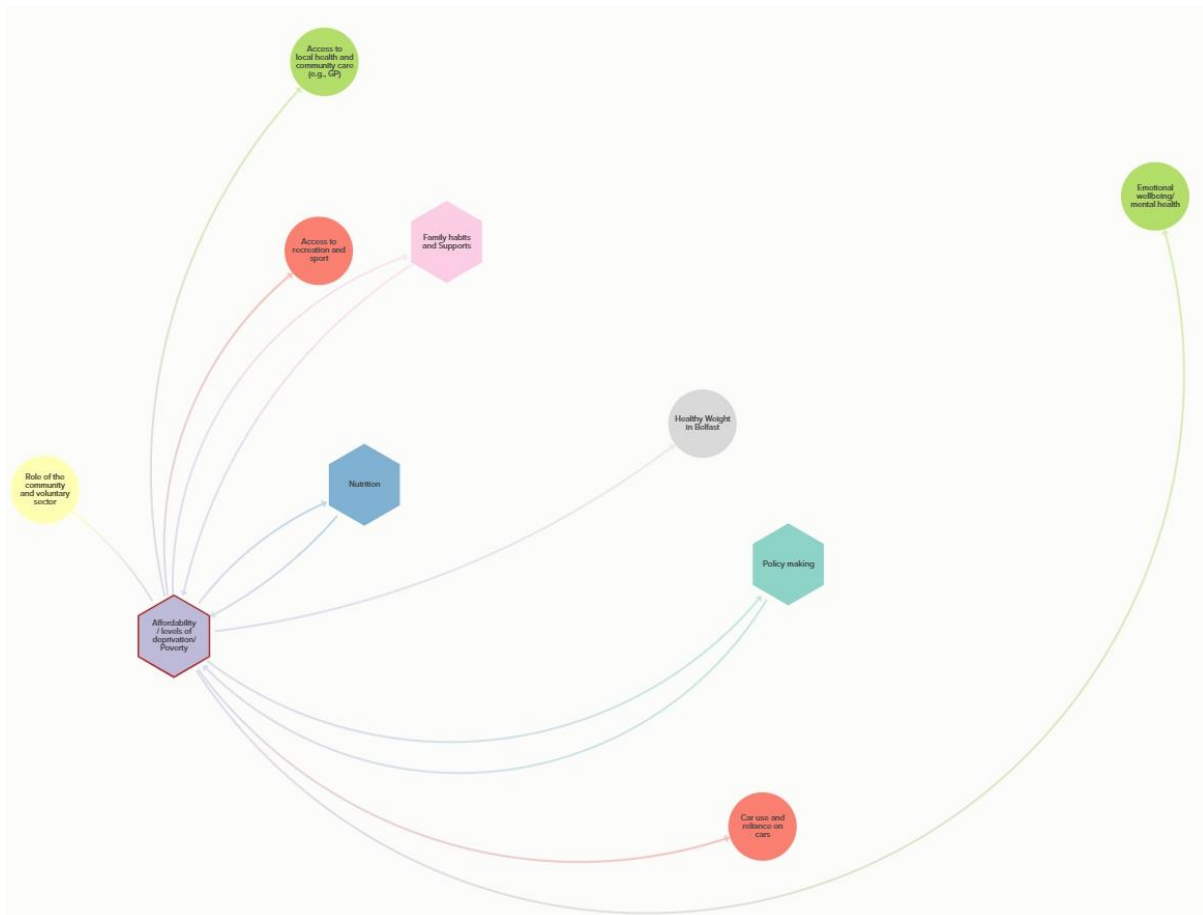 Access to
local health and
community care
(e.g., GP)
Emotional
wellbeing/
mental health
Access to
recreation and
sport
Family habits
and Supports
Healthy Weight
in Belfast
Role of the
community
and voluntary
sector
Nutrition
Policy making
Affordability
/ levels of
deprivation/
Poverty
Car use and
reliance on
cars